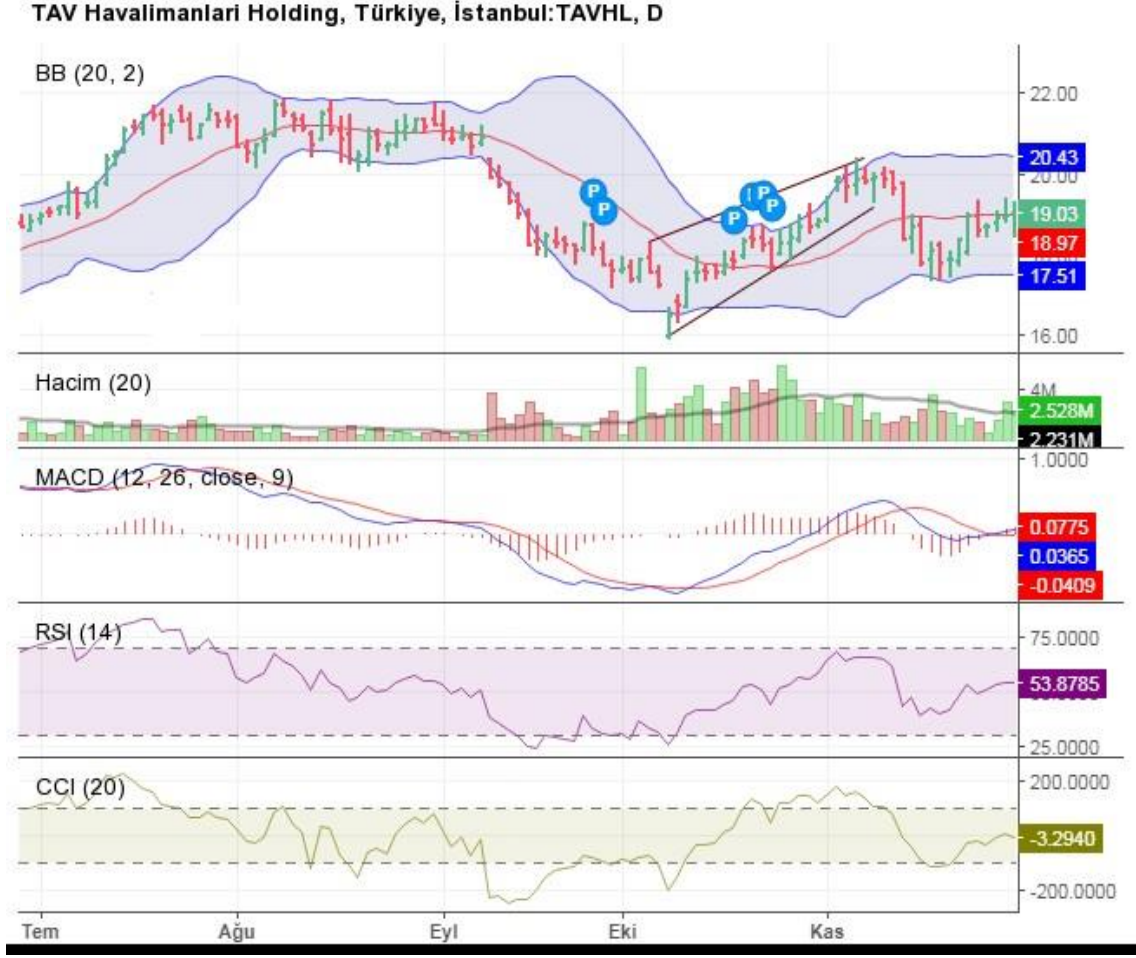 TAV Havalimanlari Holding, Türkiye, İstanbul:TAVHL, D
BB (20, 2)
22.00
20.43
20.00
19.03
18.97
17.51
16.00
Hacim (20)
4M
2.528M
2.231M
MACD (12, 26, close, 9)
1.0000
0.0775
0.0365
-0.0409
RSI (14)
75.0000
53.8785
25.0000
CCI (20)
200.0000
-3.2940
-200.0000
P
P
P
P
P
Tem Ağu Eyl Eki Kas